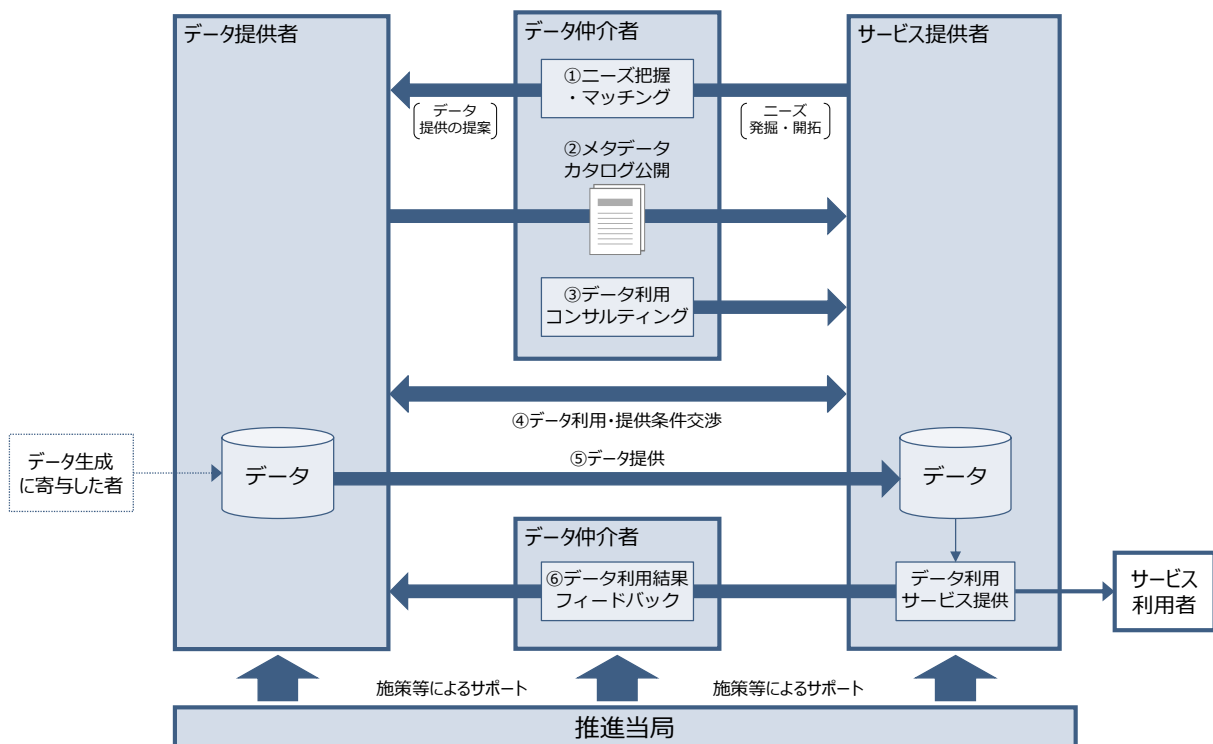 データ提供者
データ仲介者
サービス提供者
①ニーズ把握
・マッチング
データ
提供の提案
ニーズ
発掘・開拓
②メタデータ
カタログ公開
③データ利用
コンサルティング
④データ利用・提供条件交渉
⑤データ提供
データ生成
に寄与した者
データ
データ
データ仲介者
⑥データ利用結果
フィードバック
データ利用
サービス提供
サービス
利用者
施策等によるサポート
施策等によるサポート
推進当局